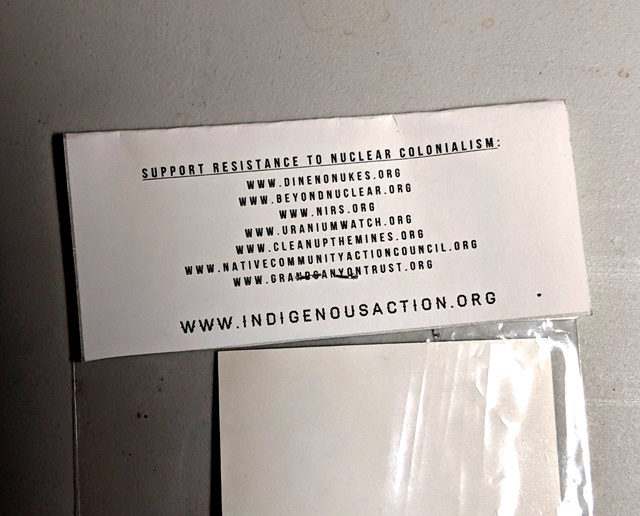 SUPPORT RESISTANCE TO NUCLEAR COLONIALISM:
WWW.DINENONUKES.ORG
WWW.BEYONDNUCLEAR.ORG
WWW.NIRS.ORG
WWW.URANIUMWATCH.ORG
WWW.CLEANUPTHEMINES.ORG
WWW.NATIVECOMMUNITYACTIONCOUNCIL.ORG
WWW.GRANDCANYONTRUST.ORG
WWW.INDIGENOUSACTION.ORG